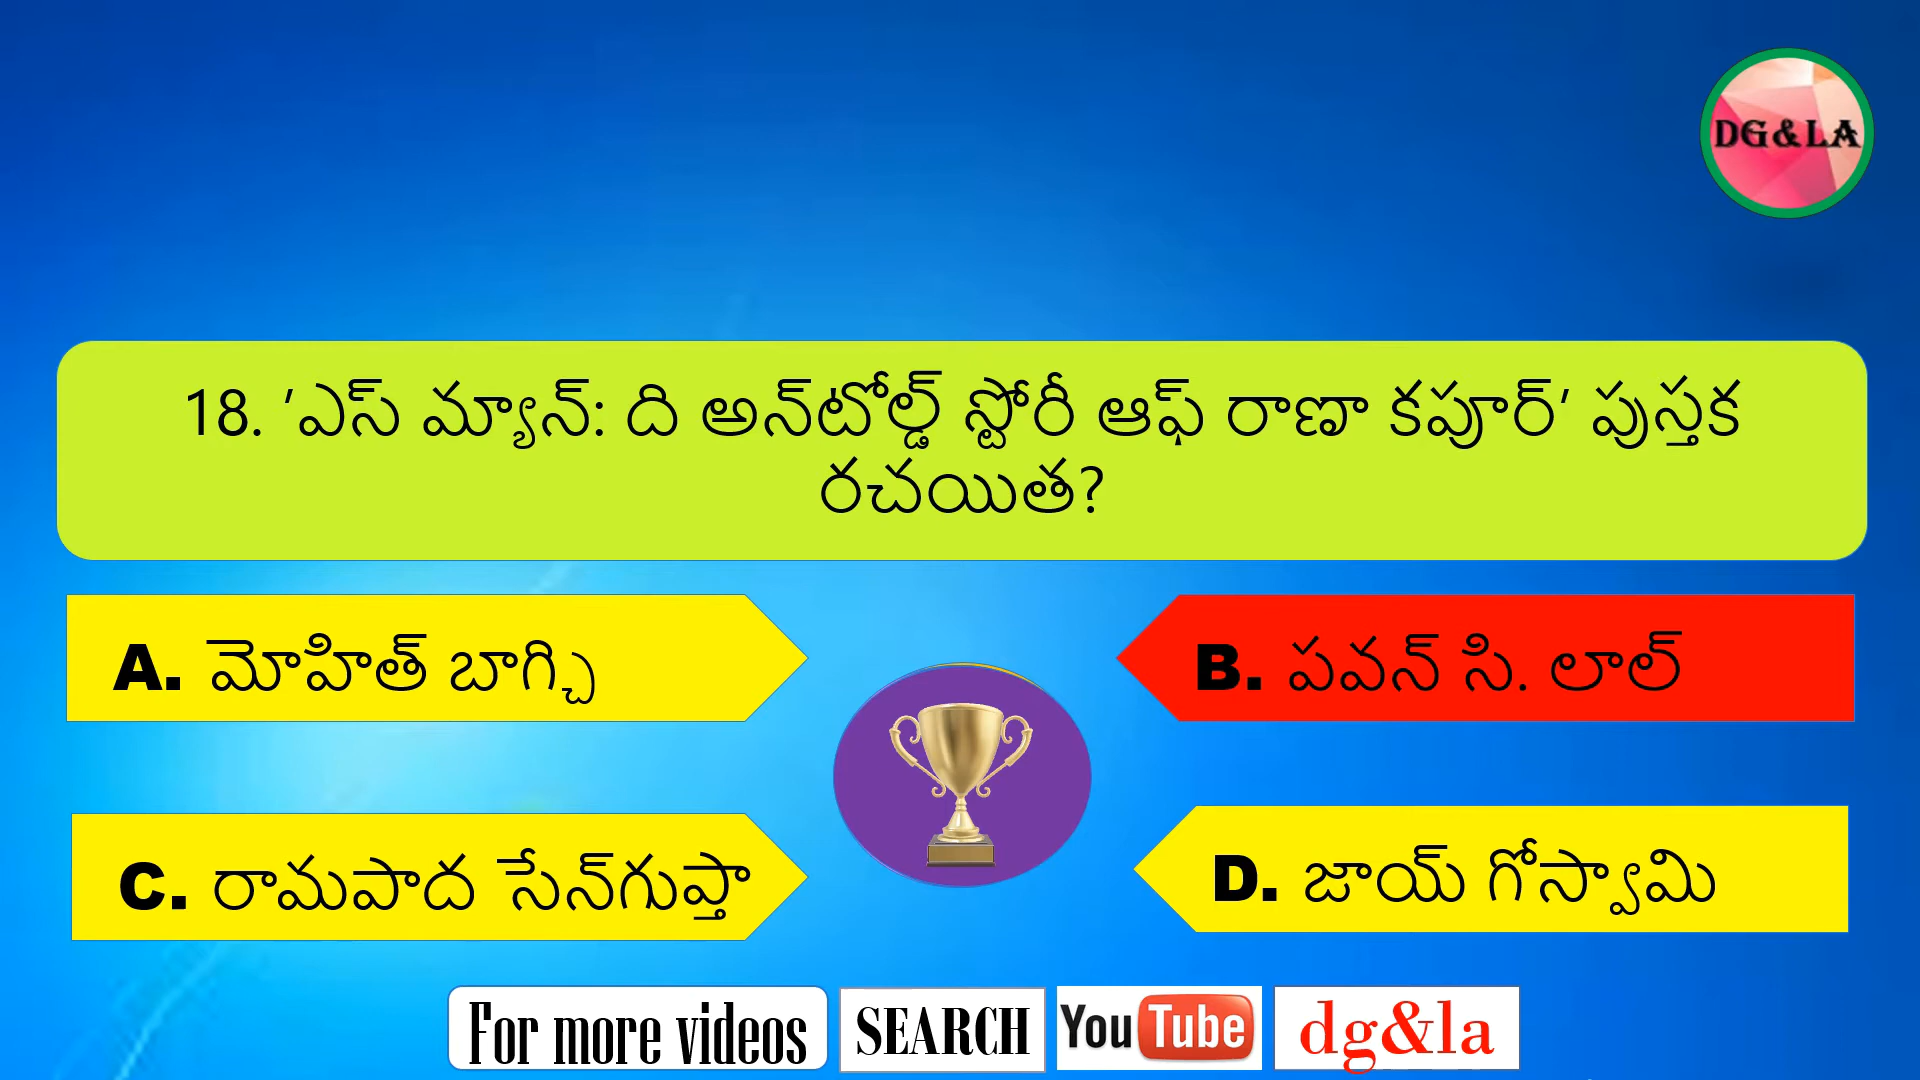 DG&LA
18. ’ఎస్ మ్యాన్: ది అన్‌టోల్డ్ స్టోరీ ఆఫ్ రాణా కపూర్’ పుస్తక
రచయిత?
A. మోహిత్ బాగ్చి
B. పవన్ సి. లాల్
C. రామపాద సేన్‌గుప్తా
D. జాయ్ గోస్వామి
For more videos SEARCH YouTube dg&la